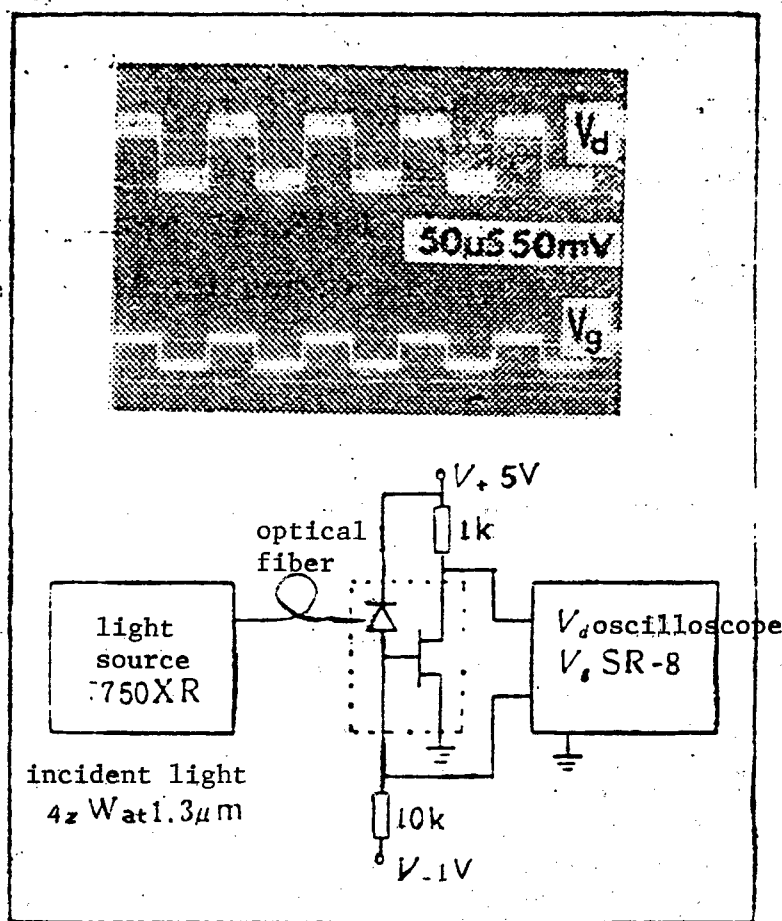 Vd
50μS 50mV
Vg
V+ 5V
1k
optical
fiber
light
source
750XR
Vd oscilloscope
Vg SR-8
incident light
4z W at 1.3μm
10k
V-1V